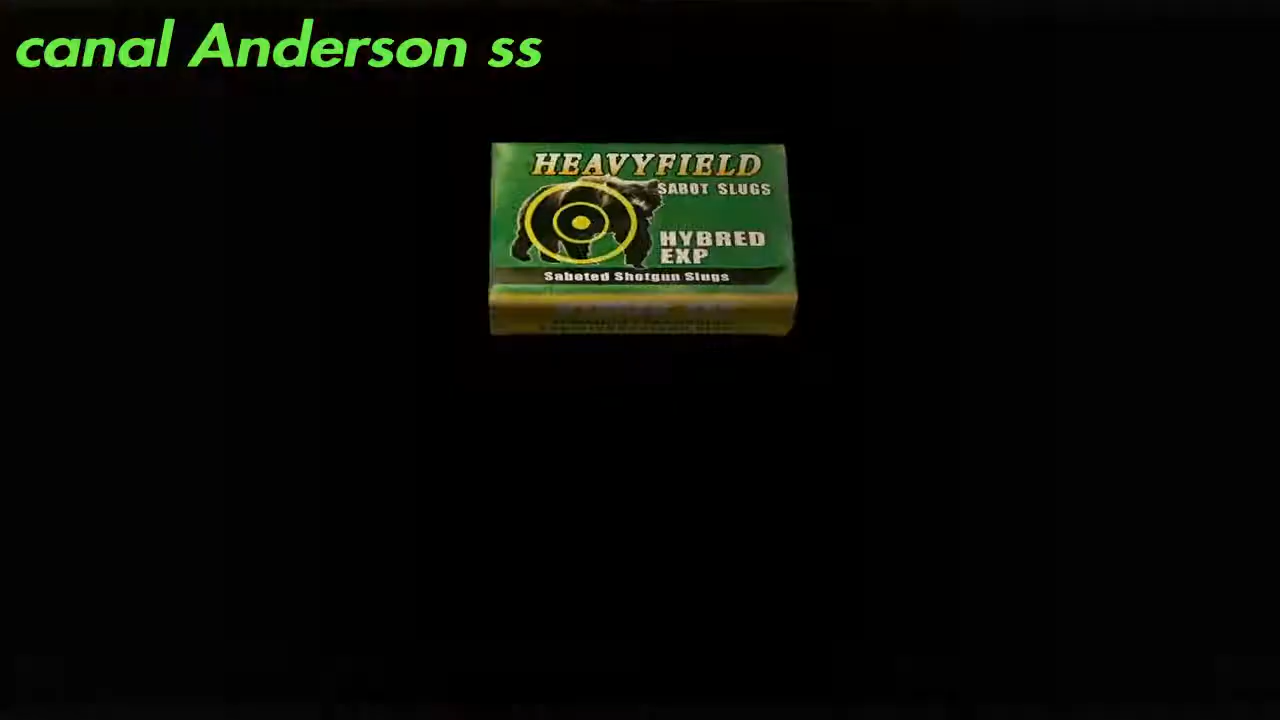 canal Anderson ss
HEAVYFIELD
SABOT SLUGS
HYBRED
EXP
Saboted Shotgun Slugs